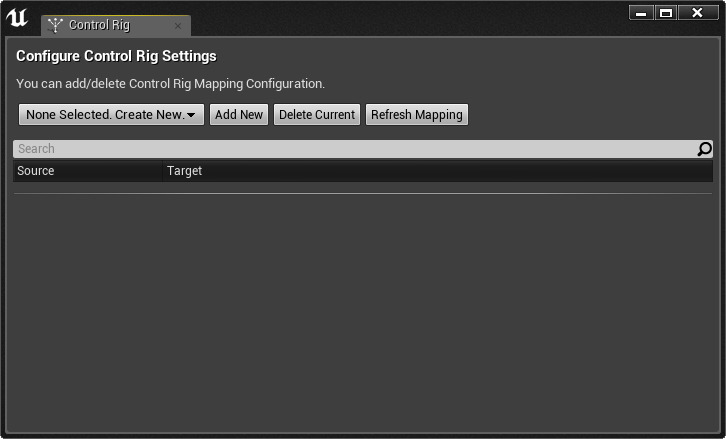 Control Rig
Configure Control Rig Settings
You can add/delete Control Rig Mapping Configuration.
None Selected. Create New. Add New Delete Current Refresh Mapping
Search
Source Target